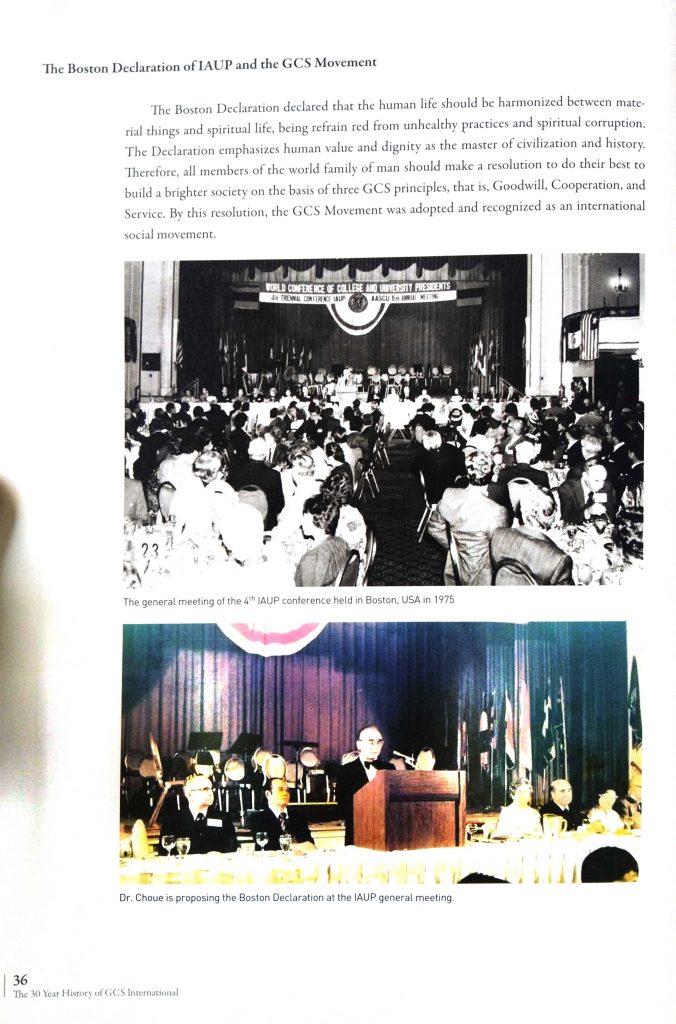 The Boston Declaration of IAUP and the GCS Movement
The Boston Declaration declared that the human life should be harmonized between mate-
rial things and spiritual life, being refrain red from unhealthy practices and spiritual corruption.
The Declaration emphasizes human value and dignity as the master of civilization and history.
Therefore, all members of the world family of man should make a resolution to do their best to
build a brighter society on the basis of three GCS principles, that is, Goodwill, Cooperation, and
Service. By this resolution, the GCS Movement was adopted and recognized as an international
social movement.
WORLD CONFERENCE OF COLLEGE AND UNIVERSITY PRESIDENTS
TRIENNIAL CONFERENCE IAUP AASCU ANNUAL MEETING
23
The general meeting of the 4th IAUP conference held in Boston, USA in 1975
Dr. Choue is proposing the Boston Declaration at the IAUP general meeting.
36
The 30 Year History of GCS International